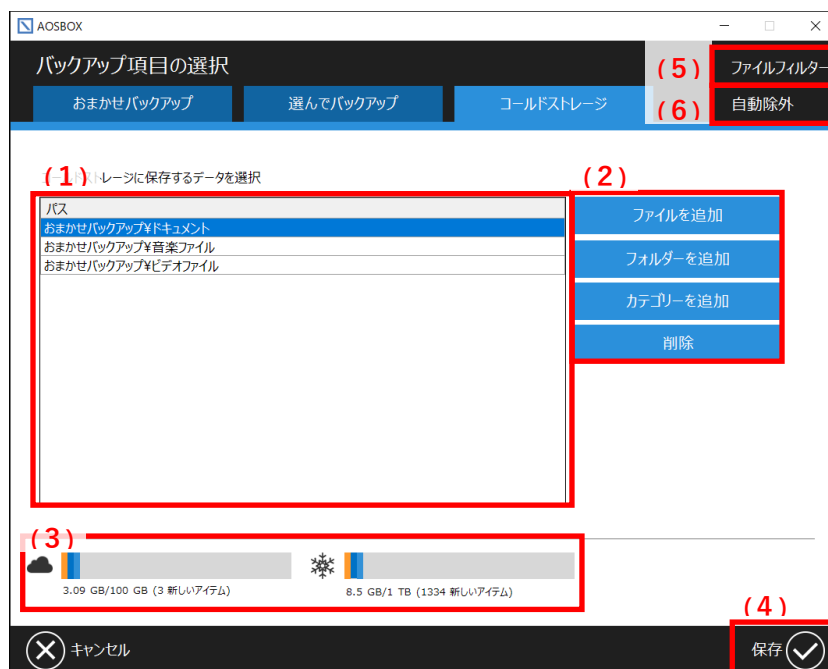 AOSBOX
バックアップ項目の選択
(5) ファイルフィルター
おまかせバックアップ 選んでバックアップ コールドストレージ (6) 自動除外
(1) レージに保存するデータを選択 (2)
パス
おまかせバックアップ¥ドキュメント
おまかせバックアップ¥音楽ファイル
おまかせバックアップ¥ビデオファイル
ファイルを追加
フォルダーを追加
カテゴリーを追加
削除
(3)
3.09 GB/100 GB (3 新しいアイテム) 8.5 GB/1 TB (1334 新しいアイテム)
(4)
キャンセル 保存